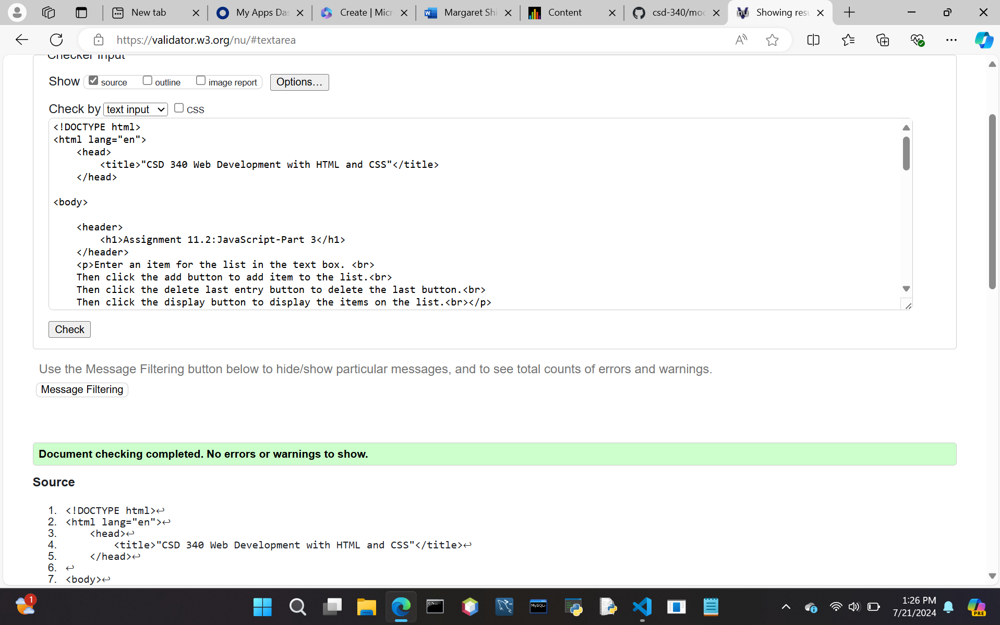 New tab
My Apps Das
Create | Micr
Margaret Shi
Content
csd-340/mod
Showing resu
https://validator.w3.org/nu/#textarea
Checker Input
Show source outline image report Options...
Check by text input CSS
<!DOCTYPE html>
<html lang="en">
<head>
<title>"CSD 340 Web Development with HTML and CSS"</title>
</head>
<body>
<header>
<h1>Assignment 11.2:JavaScript-Part 3</h1>
</header>
<p>Enter an item for the list in the text box. <br>
Then click the add button to add item to the list.<br>
Then click the delete last entry button to delete the last button.<br>
Then click the display button to display the items on the list.<br></p>
Check
Use the Message Filtering button below to hide/show particular messages, and to see total counts of errors and warnings.
Message Filtering
Document checking completed. No errors or warnings to show.
Source
1. <!DOCTYPE html>↩
2. <html lang="en">↩
3. <head>↩
4. <title>"CSD 340 Web Development with HTML and CSS"</title>↩
5. </head>↩
6. ↩
7. <body>↩
1
MySQL
1:26 PM
7/21/2024
PRE